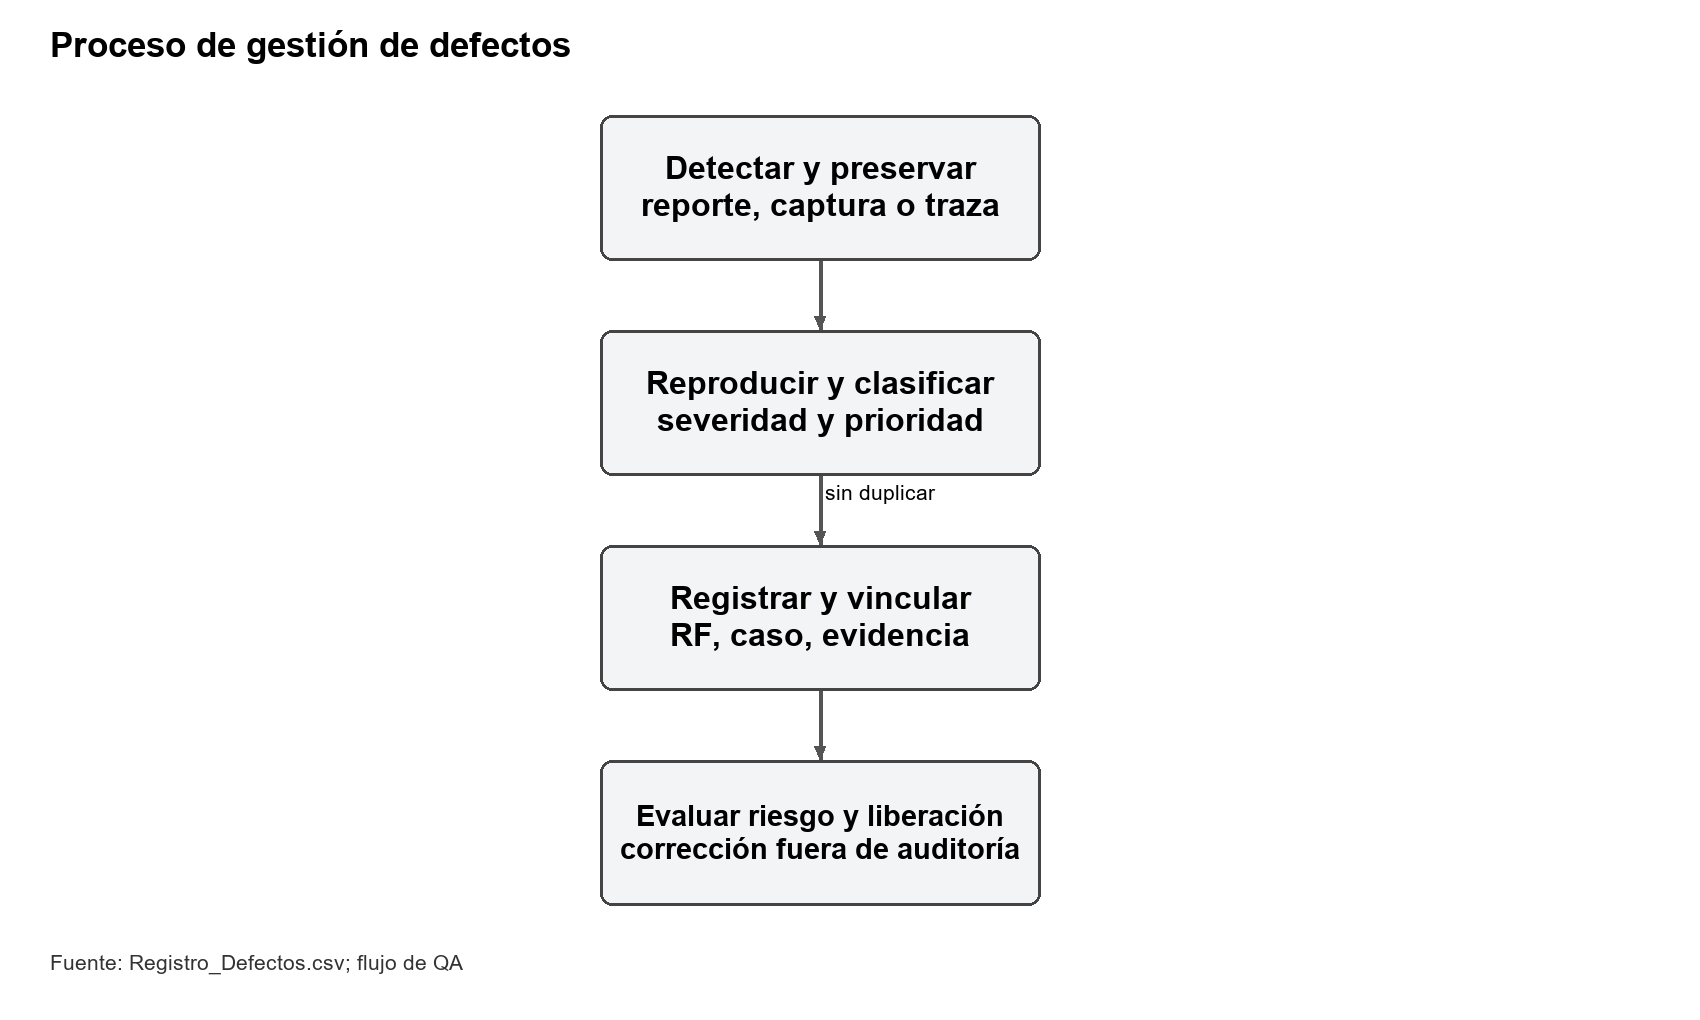 Proceso de gestión de defectos
Detectar y preservar
reporte, captura o traza
Reproducir y clasificar
severidad y prioridad
sin duplicar
Registrar y vincular
RF, caso, evidencia
Evaluar riesgo y liberación
corrección fuera de auditoría
Fuente: Registro_Defectos.csv; flujo de QA